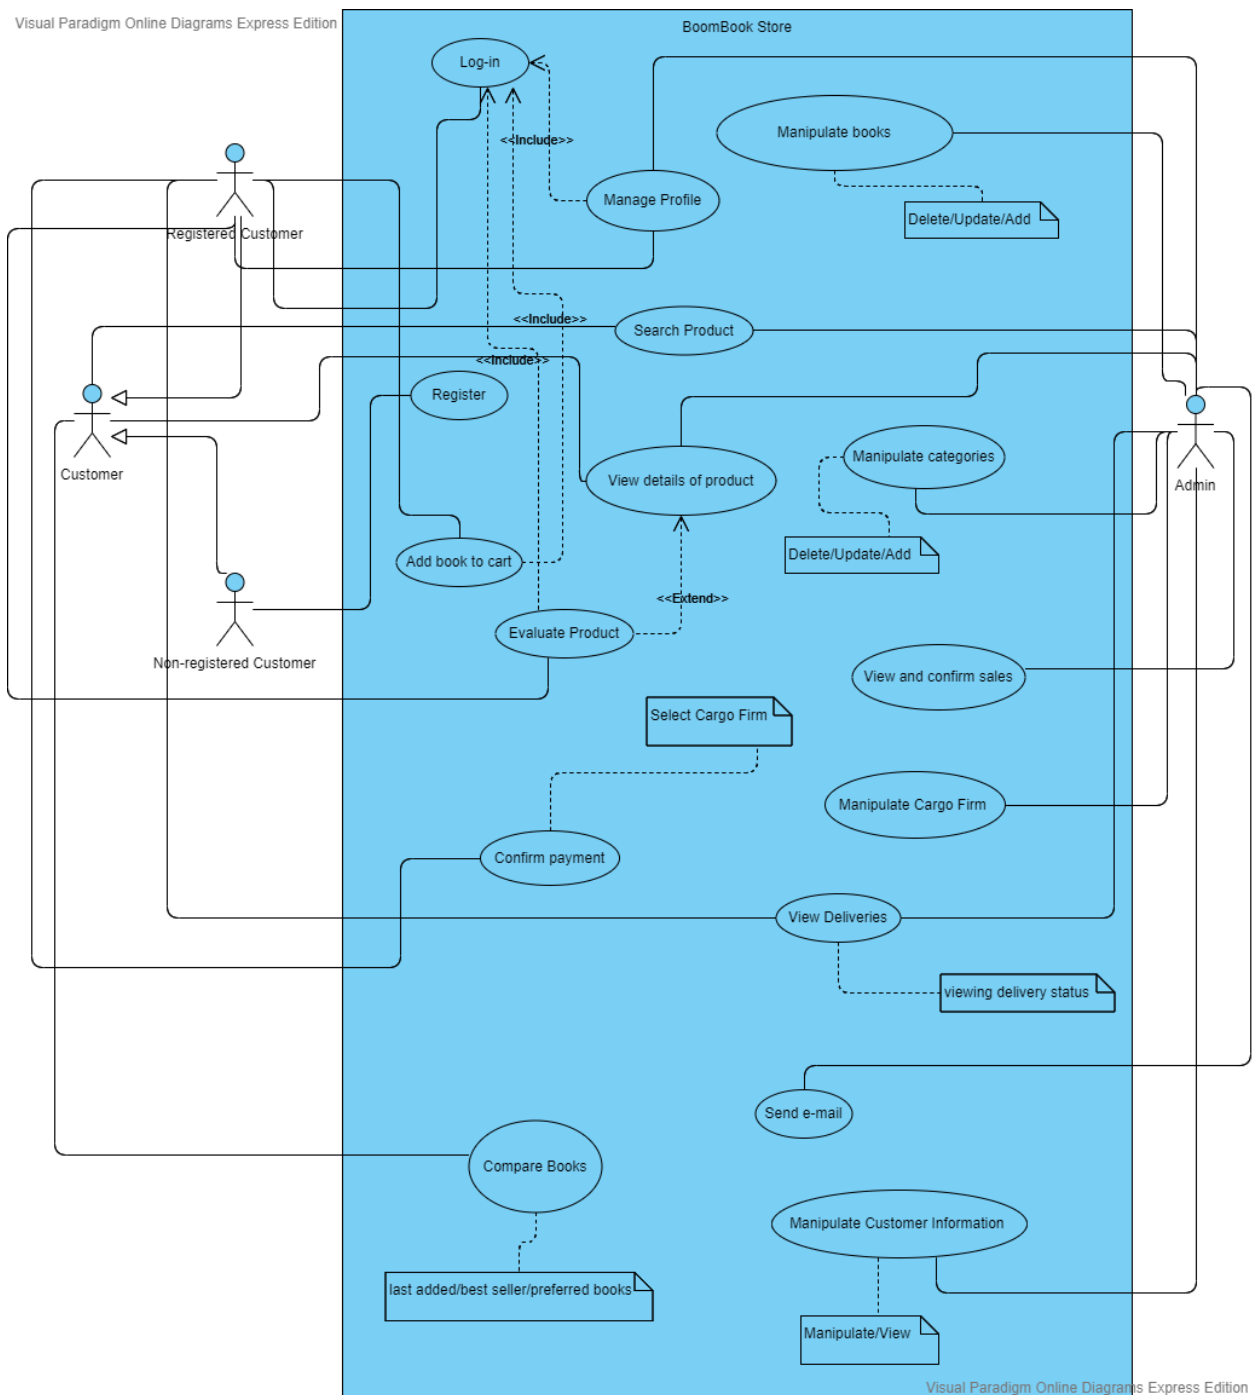 Visual Paradigm Online Diagrams Express Edition
BoomBook Store
Log-in
Manipulate books
<<Include>>
Manage Profile
Delete/Update/Add
Registered Customer
<<Include>>
Search Product
<<Include>>
Register
Customer
View details of product
Manipulate categories
Admin
Add book to cart
Delete/Update/Add
<<Extend>>
Evaluate Product
Non-registered Customer
View and confirm sales
Select Cargo Firm
Manipulate Cargo Firm
Confirm payment
View Deliveries
viewing delivery status
Send e-mail
Compare Books
Manipulate Customer Information
last added/best seller/preferred books
Manipulate/View
Visual Paradigm Online Diagrams Express Edition